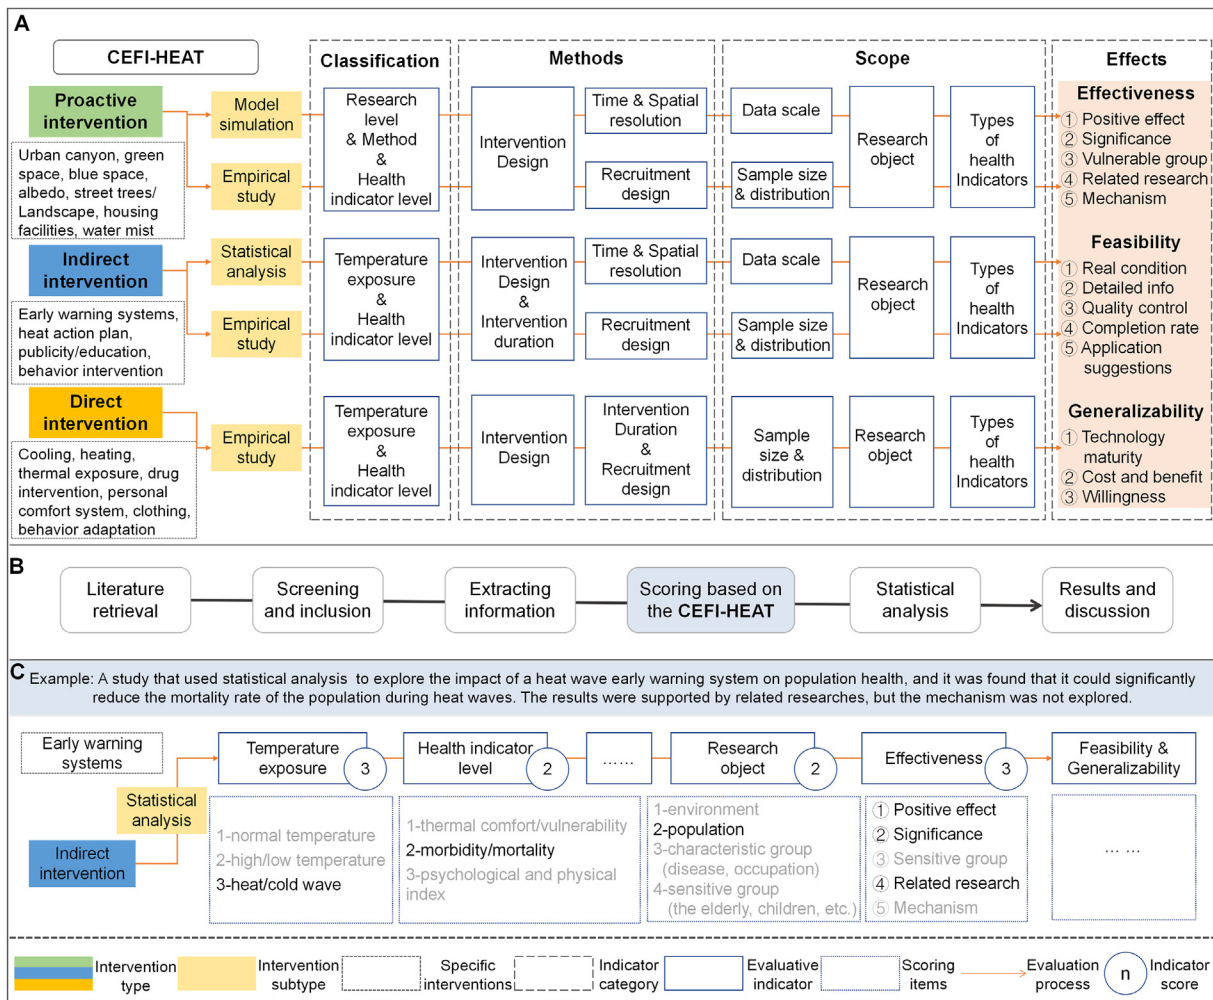 A
CEFI-HEAT
Classification
Methods
Scope
Effects
Proactive
intervention
Urban canyon, green
space, blue space,
albedo, street trees/
Landscape, housing
facilities, water mist
Model
simulation
Empirical
study
Research
level
& Method
&
Health
indicator level
Intervention
Design
Time & Spatial
resolution
Recruitment
design
Data scale
Sample size
& distribution
Research
object
Types
of
health
Indicators
Indirect
intervention
Early warning systems,
heat action plan,
publicity/education,
behavior intervention
Statistical
analysis
Empirical
study
Temperature
exposure
&
Health
indicator level
Intervention
Design
&
Intervention
duration
Time & Spatial
resolution
Recruitment
design
Data scale
Sample size
& distribution
Research
object
Types
of
health
Indicators
Direct
intervention
Cooling, heating,
thermal exposure, drug
intervention, personal
comfort system, clothing,
behavior adaptation
Empirical
study
Temperature
exposure
&
Health
indicator level
Intervention
Design
Intervention
Duration
&
Recruitment
design
Sample
size &
distribution
Research
object
Types
of
health
Indicators
Effectiveness
① Positive effect
② Significance
③ Vulnerable group
④ Related research
⑤ Mechanism
Feasibility
① Real condition
② Detailed info
③ Quality control
④ Completion rate
⑤ Application
suggestions
Generalizability
① Technology
maturity
② Cost and benefit
③ Willingness
B
Literature
retrieval
Screening
and inclusion
Extracting
information
Scoring based on
the CEFI-HEAT
Statistical
analysis
Results and
discussion
C
Example: A study that used statistical analysis to explore the impact of a heat wave early warning system on population health, and it was found that it could significantly
reduce the mortality rate of the population during heat waves. The results were supported by related researches, but the mechanism was not explored.
Early warning
systems
Statistical
analysis
Indirect
intervention
Temperature
exposure
3
1-normal temperature
2-high/low temperature
3-heat/cold wave
Health indicator
level
2
1-thermal comfort/vulnerability
2-morbidity/mortality
3-psychological and physical
index
……
Research
object
2
1-environment
2-population
3-characteristic group
(disease, occupation)
4-sensitive group
(the elderly, children, etc.)
Effectiveness
3
① Positive effect
② Significance
③ Sensitive group
④ Related research
⑤ Mechanism
Feasibility &
Generalizability
… …
Intervention
type
Intervention
subtype
Specific
interventions
Indicator
category
Evaluative
indicator
Scoring
items
Evaluation
process
n
Indicator
score